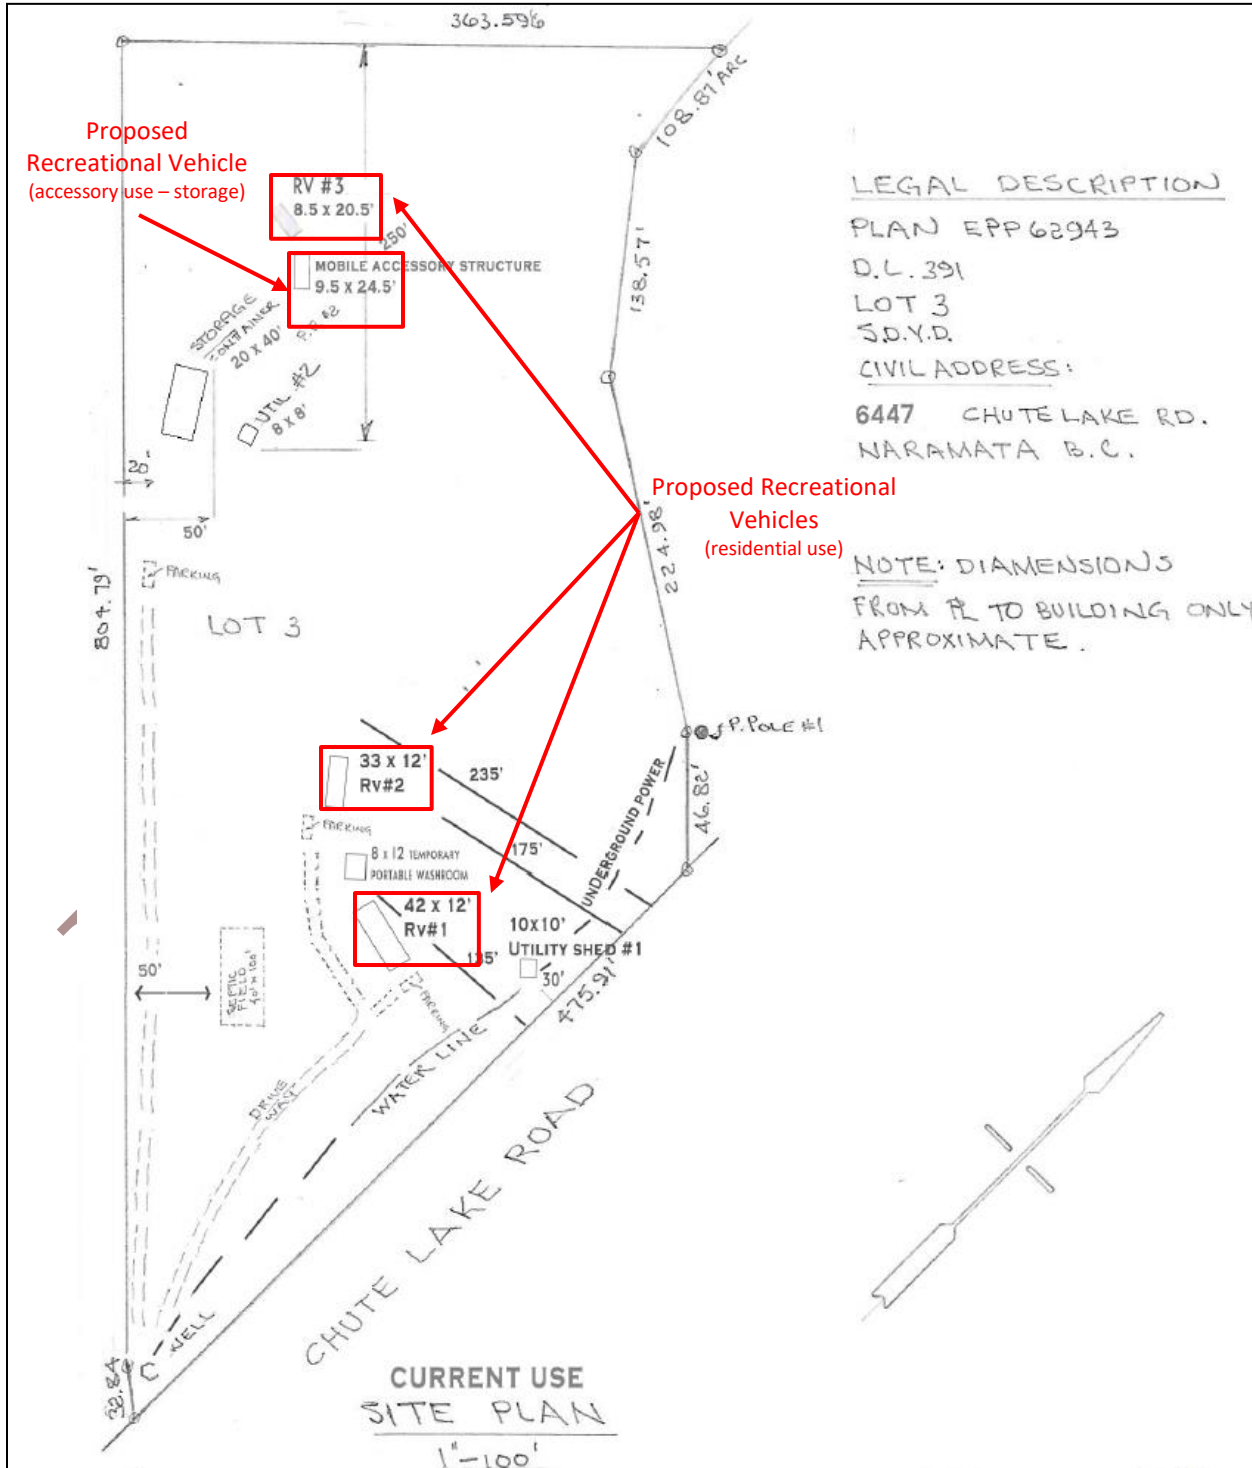 363.596
108.87' ARC
Proposed
Recreational Vehicle
(accessory use – storage)
RV #3
8.5 x 20.5'
250'
MOBILE ACCESSORY STRUCTURE
9.5 x 24.5'
STORAGE
CONTAINER
20 x 40'
P.P. #2
UTIL #2
8 x 8'
138.57'
LEGAL DESCRIPTION
PLAN EPP62943
D.L. 391
LOT 3
S.D.Y.D.
CIVIL ADDRESS:
6447 CHUTE LAKE RD.
NARAMATA B.C.
20'
50'
Proposed Recreational
Vehicles
(residential use)
224.98'
NOTE: DIAMENSIONS
FROM PL TO BUILDING ONLY
APPROXIMATE.
PARKING
804.79'
LOT 3
P.POLE #1
33 x 12'
Rv#2
235'
UNDERGROUND POWER
46.82'
PARKING
8 x 12 TEMPORARY
PORTABLE WASHROOM
175'
42 x 12'
Rv#1
135'
10x10'
UTILITY SHED #1
30'
475.91'
50'
SEPTIC
FIELD
40' x 100'
PARKING
WATER LINE
DRIVE
WAY
CHUTE LAKE ROAD
WELL
32.84
CURRENT USE
SITE PLAN
1"-100'